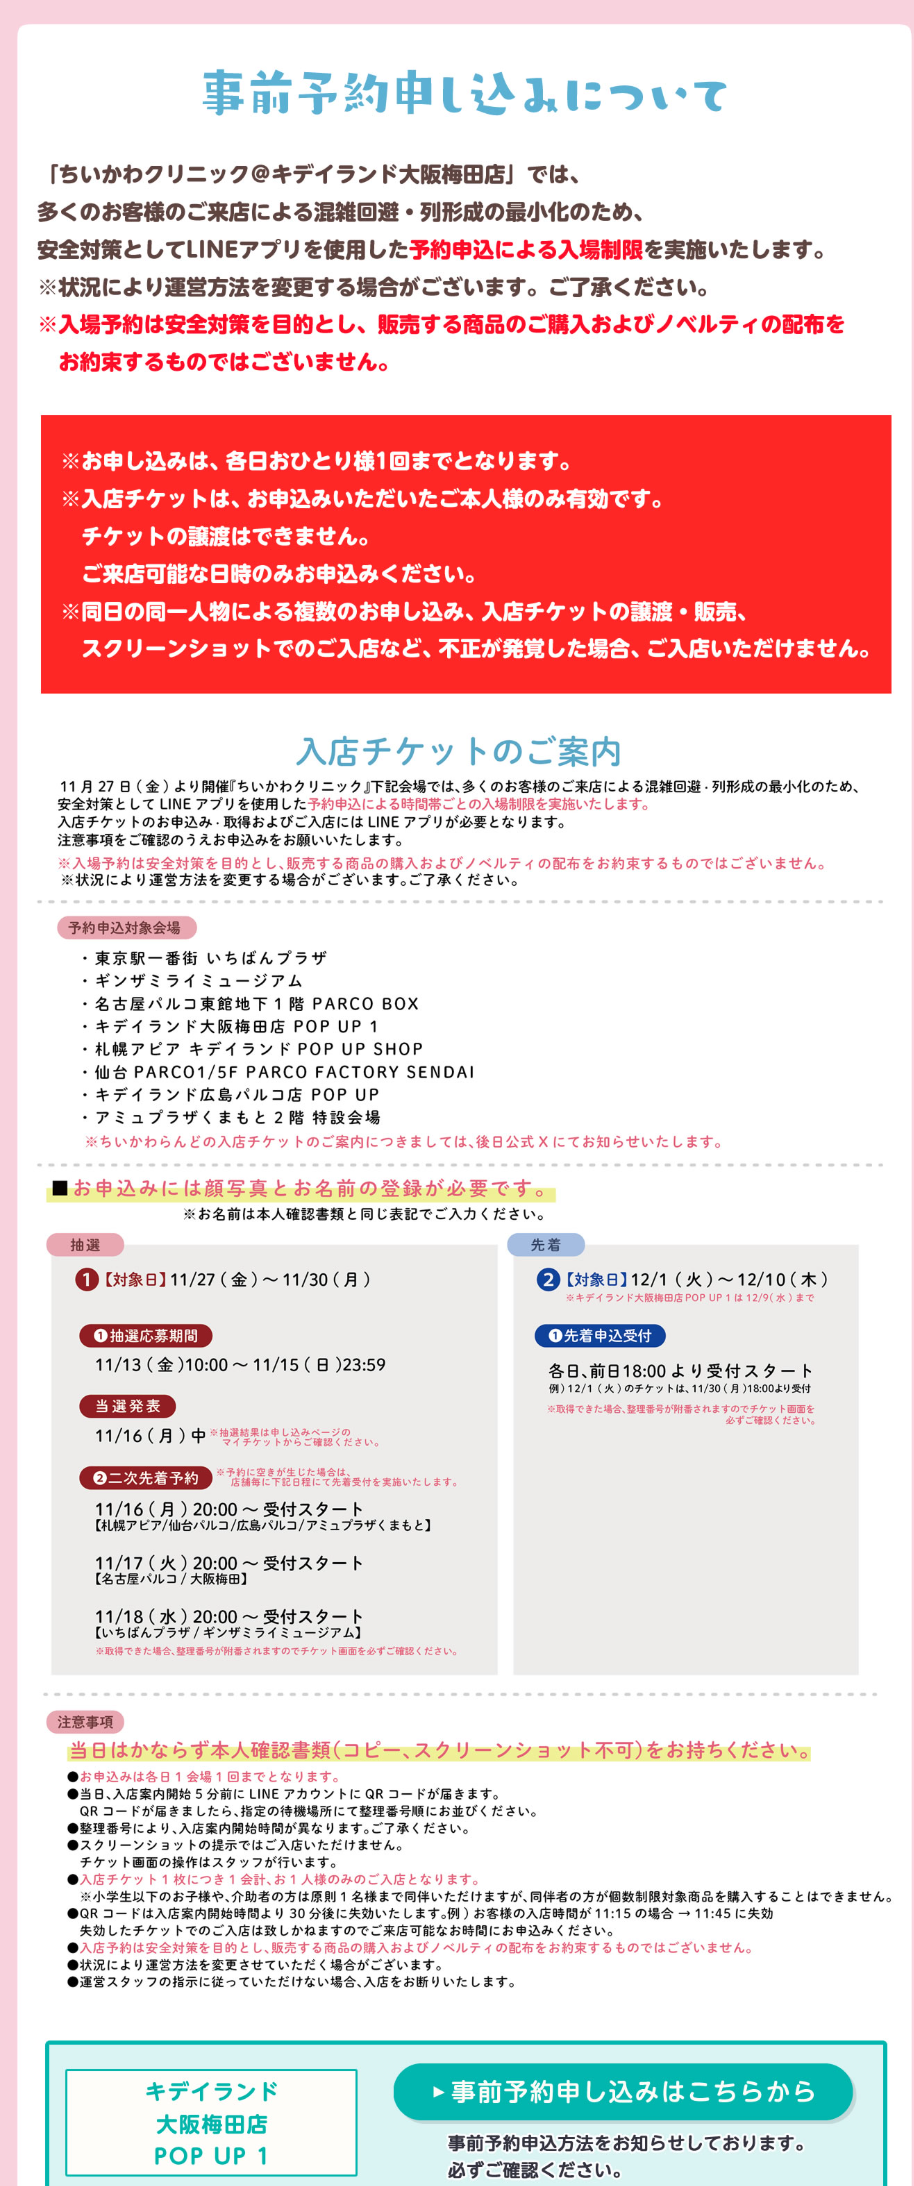 事前予約申し込みについて
「ちいかわクリニック＠キデイランド大阪梅田店」では、
多くのお客様のご来店による混雑回避・列形成の最小化のため、
安全対策としてLINEアプリを使用した予約申込による入場制限を実施いたします。
※状況により運営方法を変更する場合がございます。ご了承ください。
※入場予約は安全対策を目的とし、販売する商品のご購入およびノベルティの配布を
お約束するものではございません。
※お申し込みは、各日おひとり様1回までとなります。
※入店チケットは、お申込みいただいたご本人様のみ有効です。
チケットの譲渡はできません。
ご来店可能な日時のみお申込みください。
※同日の同一人物による複数のお申し込み、入店チケットの譲渡・販売、
スクリーンショットでのご入店など、不正が発覚した場合、ご入店いただけません。
入店チケットのご案内
11月27日(金)より開催『ちいかわクリニック』下記会場では、多くのお客様のご来店による混雑回避・列形成の最小化のため、
安全対策としてLINEアプリを使用した予約申込による時間帯ごとの入場制限を実施いたします。
入店チケットのお申込み・取得およびご入店にはLINEアプリが必要となります。
注意事項をご確認のうえお申込みをお願いいたします。
※入場予約は安全対策を目的とし、販売する商品の購入およびノベルティの配布をお約束するものではございません。
※状況により運営方法を変更する場合がございます。ご了承ください。
予約申込対象会場
・東京駅一番街 いちばんプラザ
・ギンザミライミュージアム
・名古屋パルコ東館地下1階 PARCO BOX
・キデイランド大阪梅田店 POP UP 1
・札幌アピア キデイランド POP UP SHOP
・仙台PARCO1/5F PARCO FACTORY SENDAI
・キデイランド広島パルコ店 POP UP
・アミュプラザくまもと2階 特設会場
※ちいかわらんどの入店チケットのご案内につきましては、後日公式Xにてお知らせいたします。
■お申込みには顔写真とお名前の登録が必要です。
※お名前は本人確認書類と同じ表記でご入力ください。
抽選
❶【対象日】11/27(金)～11/30(月)
❶抽選応募期間
11/13(金)10:00～11/15(日)23:59
当選発表
11/16(月)中 ※抽選結果は申し込みページの
マイチケットからご確認ください。
❷二次先着予約 ※予約に空きが生じた場合は、
店舗毎に下記日程にて先着受付を実施いたします。
11/16(月)20:00～受付スタート
【札幌アピア/仙台パルコ/広島パルコ/アミュプラザくまもと】
11/17(火)20:00～受付スタート
【名古屋パルコ/大阪梅田】
11/18(水)20:00～受付スタート
【いちばんプラザ/ギンザミライミュージアム】
※取得できた場合、整理番号が附番されますのでチケット画面を必ずご確認ください。
先着
❷【対象日】12/1(火)～12/10(木)
※キデイランド大阪梅田店POP UP 1は12/9(水)まで
❶先着申込受付
各日、前日18:00より受付スタート
例)12/1(火)のチケットは、11/30(月)18:00より受付
※取得できた場合、整理番号が附番されますのでチケット画面を
必ずご確認ください。
注意事項
当日はかならず本人確認書類(コピー、スクリーンショット不可)をお持ちください。
●お申込みは各日1会場1回までとなります。
●当日、入店案内開始5分前にLINEアカウントにQRコードが届きます。
QRコードが届きましたら、指定の待機場所にて整理番号順にお並びください。
●整理番号により、入店案内開始時間が異なります。ご了承ください。
●スクリーンショットの提示ではご入店いただけません。
チケット画面の操作はスタッフが行います。
●入店チケット1枚につき1会計、お1人様のみのご入店となります。
※小学生以下のお子様や、介助者の方は原則1名様まで同伴いただけますが、同伴者の方が個数制限対象商品を購入することはできません。
●QRコードは入店案内開始時間より30分後に失効いたします。例)お客様の入店時間が11:15の場合→11:45に失効
失効したチケットでのご入店は致しかねますのでご来店可能なお時間にお申込みください。
●入店予約は安全対策を目的とし、販売する商品の購入およびノベルティの配布をお約束するものではございません。
●状況により運営方法を変更させていただく場合がございます。
●運営スタッフの指示に従っていただけない場合、入店をお断りいたします。
キデイランド
大阪梅田店
POP UP 1
▶事前予約申し込みはこちらから
事前予約申込方法をお知らせしております。
必ずご確認ください。